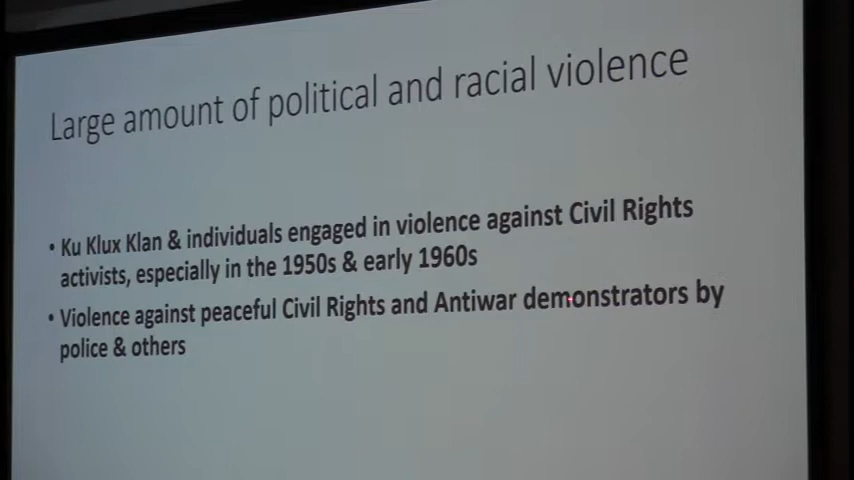 Large amount of political and racial violence
• Ku Klux Klan & individuals engaged in violence against Civil Rights
activists, especially in the 1950s & early 1960s
• Violence against peaceful Civil Rights and Antiwar demonstrators by
police & others